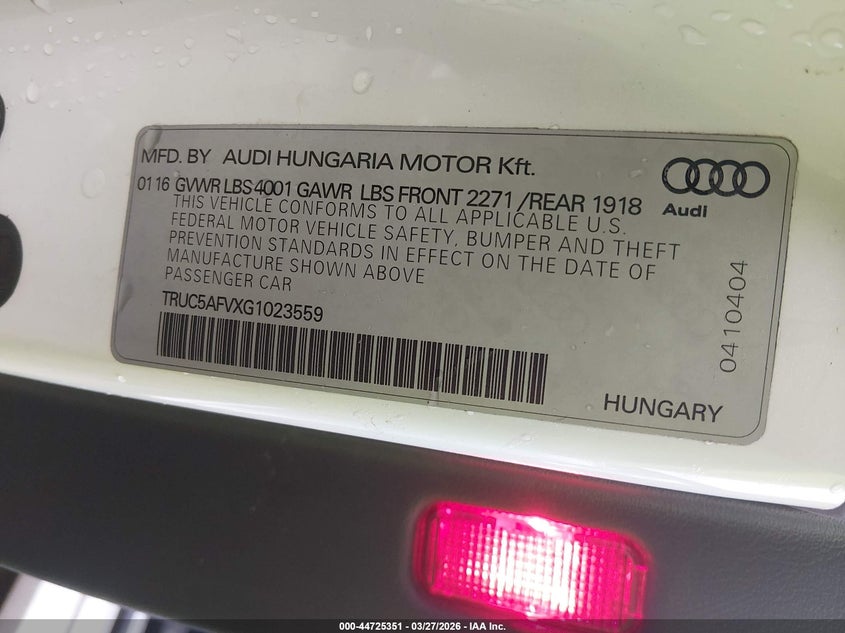 MFD. BY AUDI HUNGARIA MOTOR Kft.
01 16 GVWR LBS 4001 GAWR LBS FRONT 2271 /REAR 1918
THIS VEHICLE CONFORMS TO ALL APPLICABLE U.S.
FEDERAL MOTOR VEHICLE SAFETY, BUMPER AND THEFT
PREVENTION STANDARDS IN EFFECT ON THE DATE OF
MANUFACTURE SHOWN ABOVE
PASSENGER CAR
TRUC5AFVXG1023559
Audi
0410404
HUNGARY
000-44725351 | 03/27/2026 - IAA Inc.